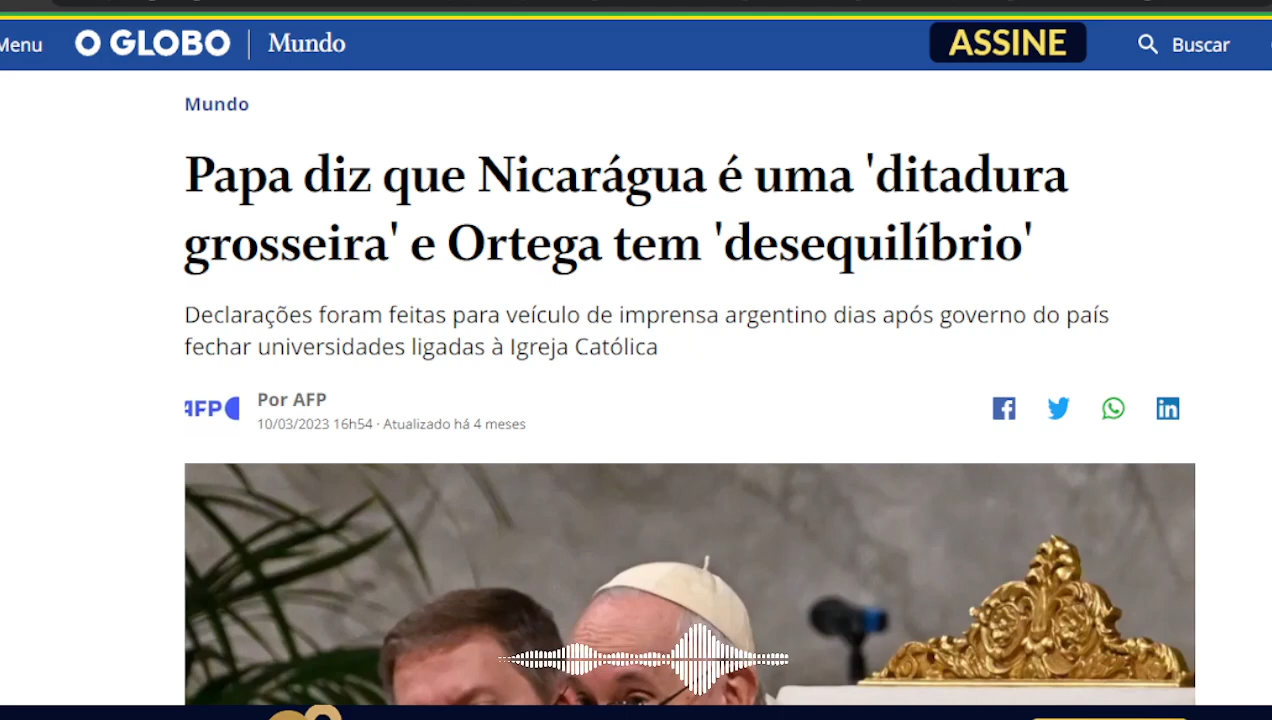 Menu
O GLOBO
Mundo
ASSINE
Buscar
Mundo
Papa diz que Nicarágua é uma 'ditadura
grosseira' e Ortega tem 'desequilíbrio'
Declarações foram feitas para veículo de imprensa argentino dias após governo do país
fechar universidades ligadas à Igreja Católica
AFP
Por AFP
10/03/2023 16h54 · Atualizado há 4 meses